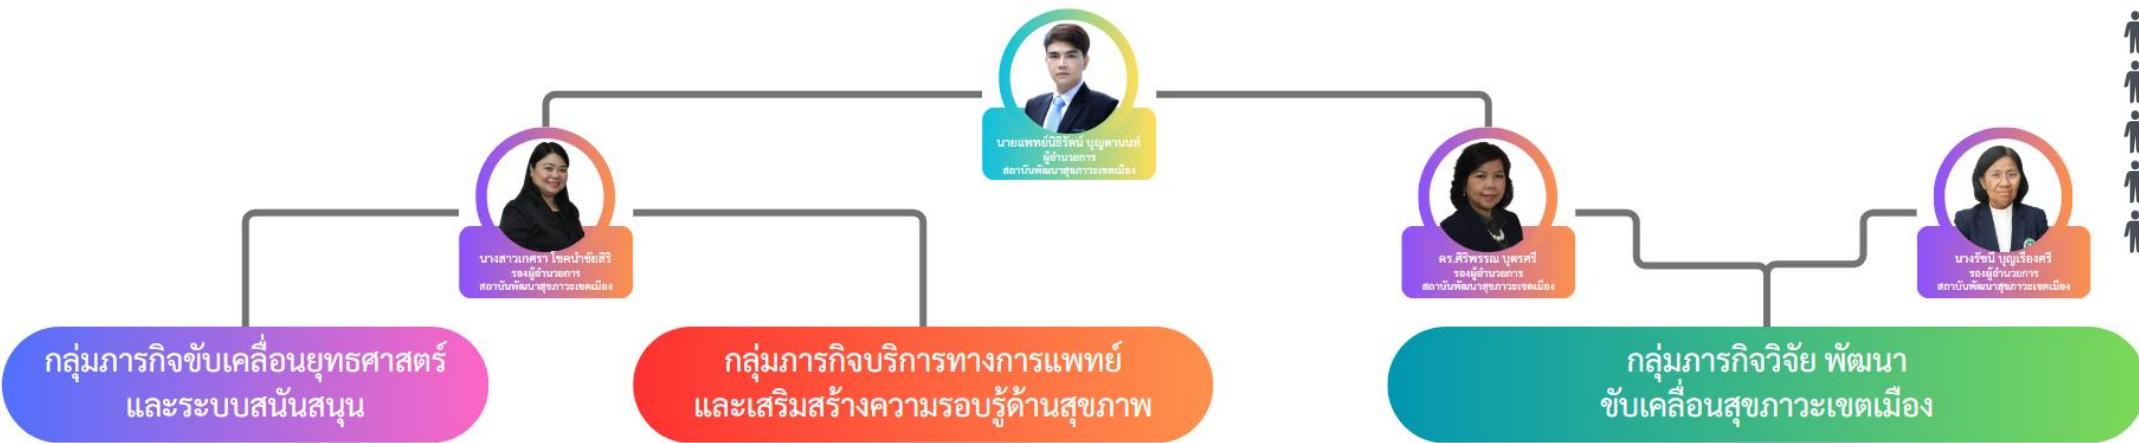 นายแพทย์นิธิรัตน์ บุญตานนท์
ผู้อำนวยการ
สถาบันพัฒนาสุขภาวะเขตเมือง
นางสาวเกศรา โชคนำชัยสิริ
รองผู้อำนวยการ
สถาบันพัฒนาสุขภาวะเขตเมือง
ดร.ศิริพรรณ บุตรศรี
รองผู้อำนวยการ
สถาบันพัฒนาสุขภาวะเขตเมือง
นางรัชนี บุญเรืองศรี
รองผู้อำนวยการ
สถาบันพัฒนาสุขภาวะเขตเมือง
กลุ่มภารกิจขับเคลื่อนยุทธศาสตร์
และระบบสนันสนุน
กลุ่มภารกิจบริการทางการแพทย์
และเสริมสร้างความรอบรู้ด้านสุขภาพ
กลุ่มภารกิจวิจัย พัฒนา
ขับเคลื่อนสุขภาวะเขตเมือง